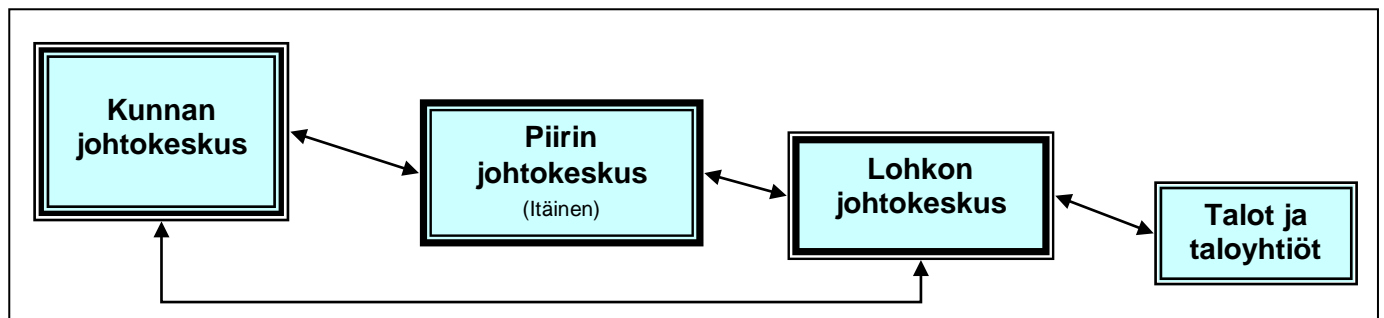 Kunnan
johtokeskus
Piirin
johtokeskus
(Itäinen)
Lohkon
johtokeskus
Talot ja
taloyhtiöt